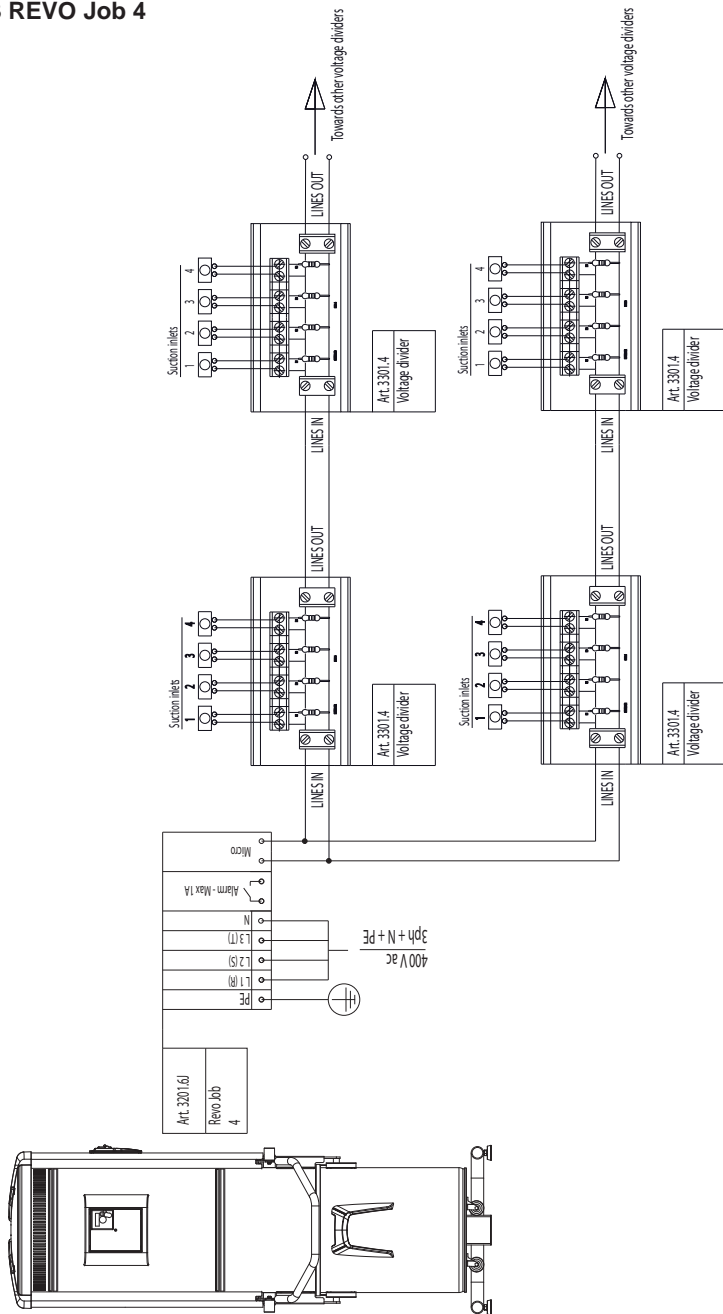 REVO Job 4
Towards other voltage dividers
LINES OUT
Suction inlets
1 2 3 4
Art. 3301.4
Voltage divider
LINES IN
LINES OUT
Suction inlets
1 2 3 4
Art. 3301.4
Voltage divider
LINES IN
Towards other voltage dividers
LINES OUT
Suction inlets
1 2 3 4
Art. 3301.4
Voltage divider
LINES IN
LINES OUT
Suction inlets
1 2 3 4
Art. 3301.4
Voltage divider
LINES IN
Micro
Alarm - Max 1A
N
L3 (T)
L2 (S)
L1 (R)
PE
400 V ac
3ph + N + PE
Art. 3201.6J
Revo Job
4